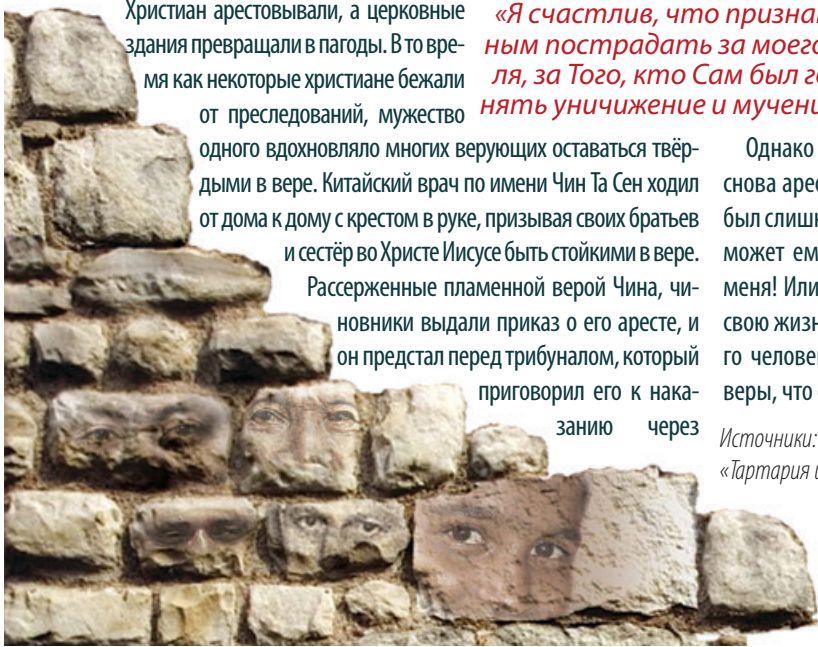 Христиан арестовывали, а церковные
здания превращали в пагоды. В то вре-
мя как некоторые христиане бежали
от преследований, мужество
одного вдохновляло многих верующих оставаться твёр-
дыми в вере. Китайский врач по имени Чин Та Сен ходил
от дома к дому с крестом в руке, призывая своих братьев
и сестёр во Христе Иисусе быть стойкими в вере.
Рассерженные пламенной верой Чина, чи-
новники выдали приказ о его аресте, и
он предстал перед трибуналом, который
приговорил его к нака-
занию через
«Я счастлив, что призна
ным пострадать за моего
ля, за Того, кто Сам был г
нять уничижение и мучени
Однако
снова арес
был слиш
может ем
меня! Или
свою жизн
го челове
веры, что
Источники:
«Тартария и